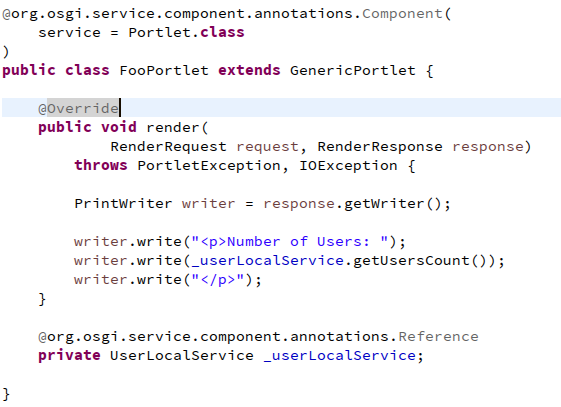 @org.osgi.service.component.annotations.Component(
    service = Portlet.class
)
public class FooPortlet extends GenericPortlet {

    @Override
    public void render(
            RenderRequest request, RenderResponse response)
        throws PortletException, IOException {

        PrintWriter writer = response.getWriter();

        writer.write("<p>Number of Users: ");
        writer.write(_userLocalService.getUsersCount());
        writer.write("</p>");
    }

    @org.osgi.service.component.annotations.Reference
    private UserLocalService _userLocalService;

}